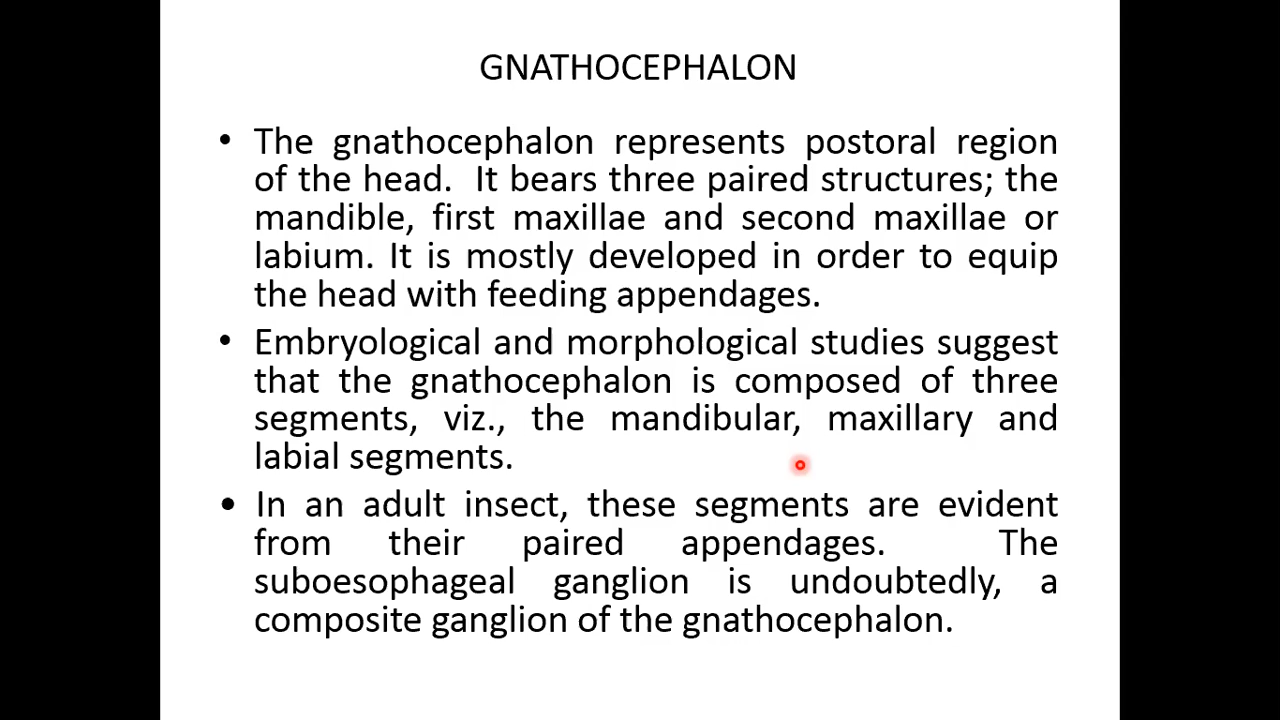 GNATHOCEPHALON
• The gnathocephalon represents postoral region
of the head. It bears three paired structures; the
mandible, first maxillae and second maxillae or
labium. It is mostly developed in order to equip
the head with feeding appendages.
• Embryological and morphological studies suggest
that the gnathocephalon is composed of three
segments, viz., the mandibular, maxillary and
labial segments.
• In an adult insect, these segments are evident
from their paired appendages. The
suboesophageal ganglion is undoubtedly, a
composite ganglion of the gnathocephalon.